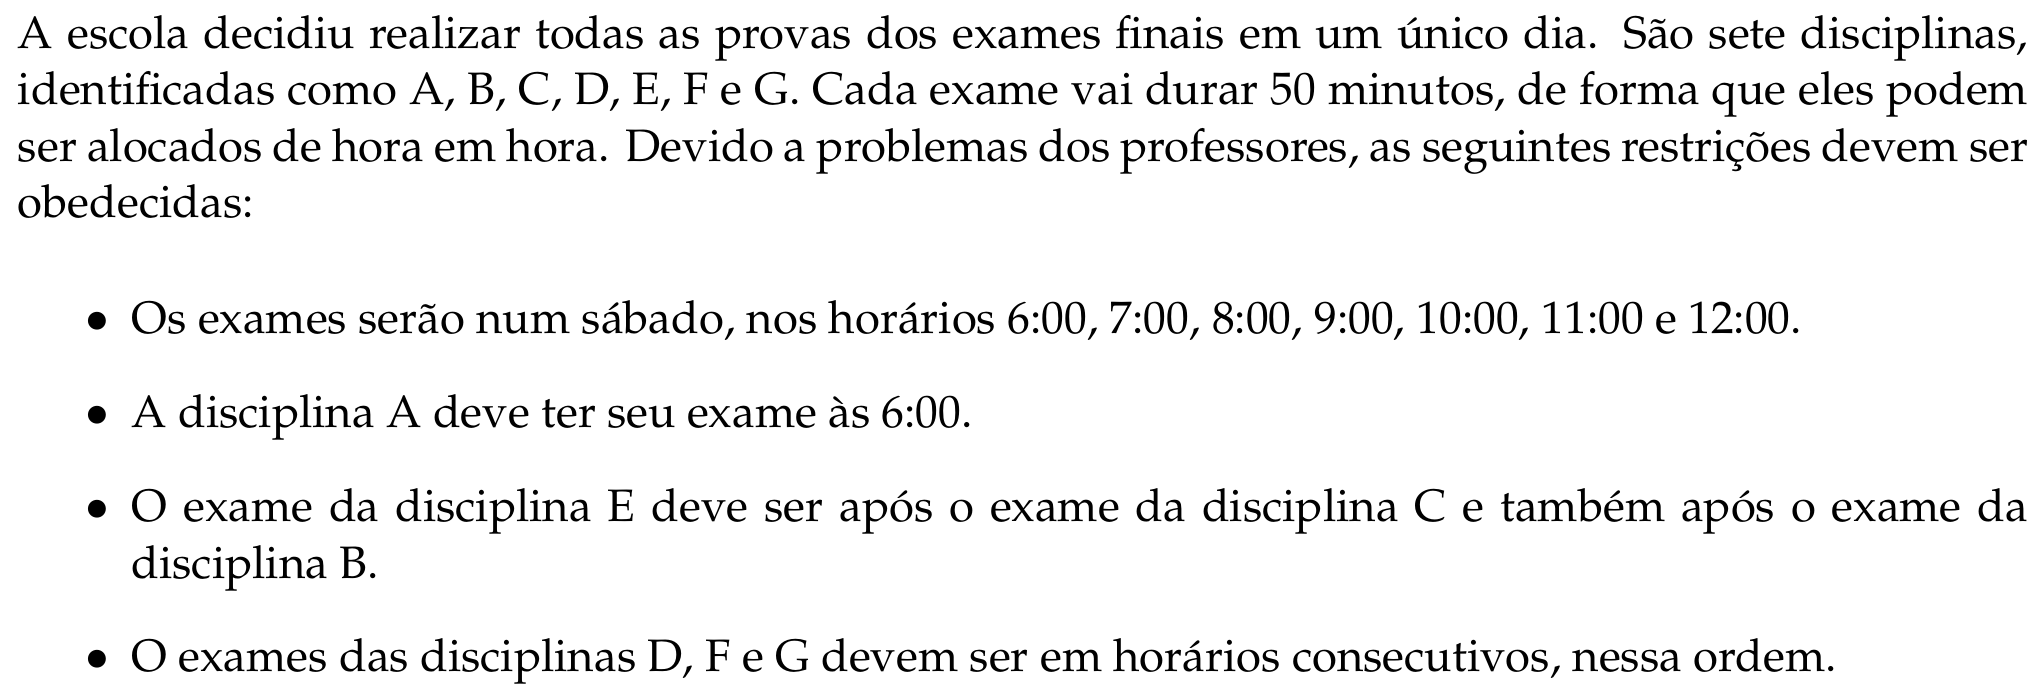 A escola decidiu realizar todas as provas dos exames finais em um único dia. São sete disciplinas,
identificadas como A, B, C, D, E, F e G. Cada exame vai durar 50 minutos, de forma que eles podem
ser alocados de hora em hora. Devido a problemas dos professores, as seguintes restrições devem ser
obedecidas:
• Os exames serão num sábado, nos horários 6:00, 7:00, 8:00, 9:00, 10:00, 11:00 e 12:00.
• A disciplina A deve ter seu exame às 6:00.
• O exame da disciplina E deve ser após o exame da disciplina C e também após o exame da
disciplina B.
• O exames das disciplinas D, F e G devem ser em horários consecutivos, nessa ordem.